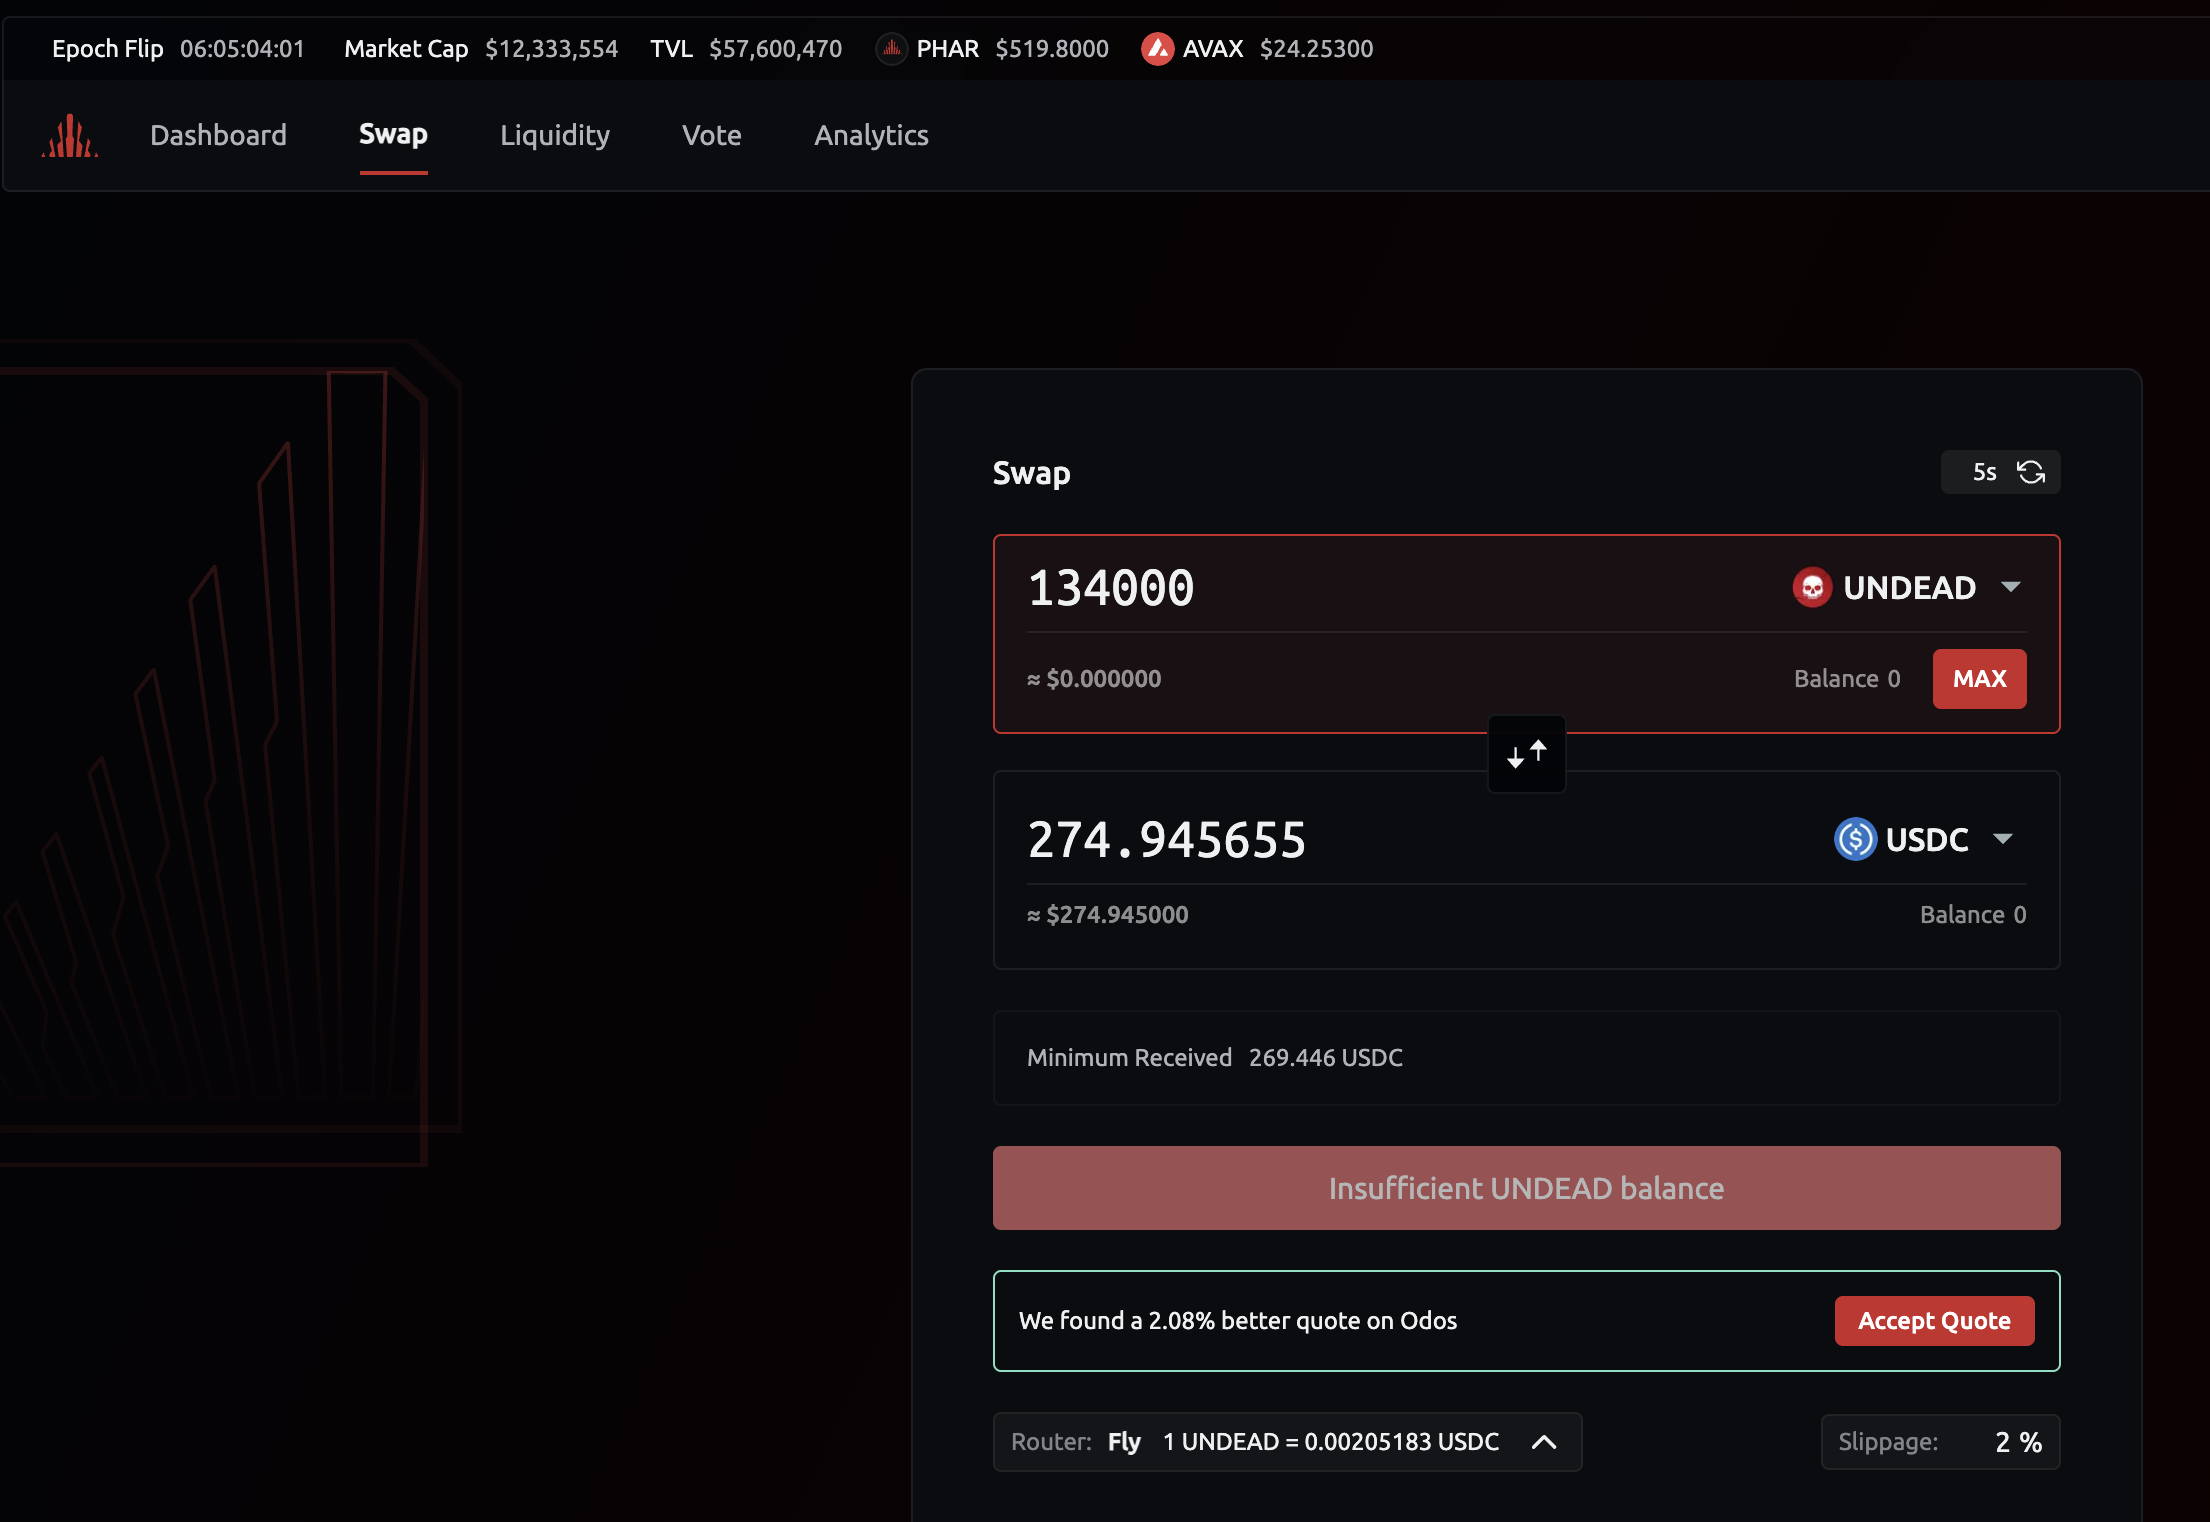 Epoch Flip 06:05:04:01 Market Cap $12,333,554 TVL $57,600,470 PHAR $519.8000 AVAX $24.25300
Dashboard Swap Liquidity Vote Analytics
Swap 5s
134000 UNDEAD
≈ $0.000000 Balance 0 MAX
274.945655 USDC
≈ $274.945000 Balance 0
Minimum Received 269.446 USDC
Insufficient UNDEAD balance
We found a 2.08% better quote on Odos Accept Quote
Router: Fly 1 UNDEAD = 0.00205183 USDC Slippage: 2 %